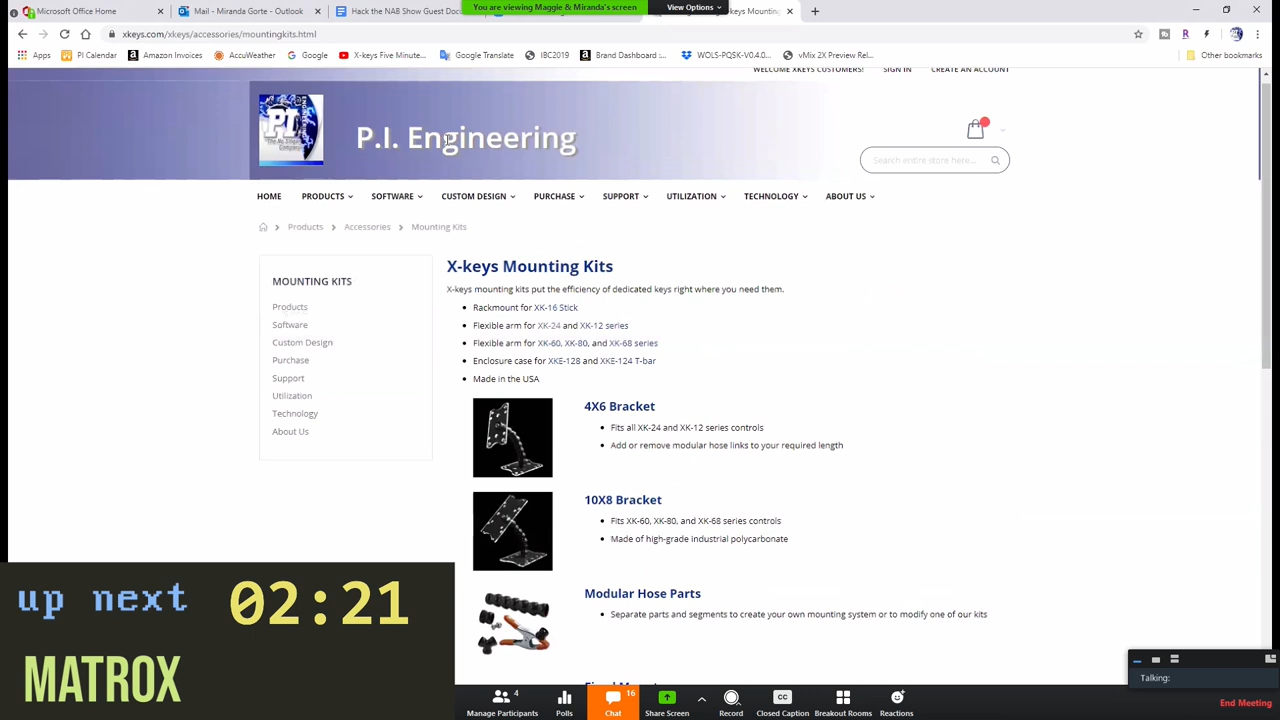 Microsoft Office Home
Mail - Miranda Gorte - Outlook
Hack the NAB Show Guest Doc
You are viewing Maggie & Miranda's screen
View Options
xkeys.com/xkeys/accessories/mountingkits.html
Apps
PI Calendar
Amazon Invoices
AccuWeather
Google
X-keys Five Minute...
Google Translate
IBC2019
Brand Dashboard :...
WOLS-PQSK-V0.4.0...
vMix 2X Preview Rel...
Other bookmarks
WELCOME XKEYS CUSTOMERS!
SIGN IN
CREATE AN ACCOUNT
PI
P.I. Engineering
Search entire store here...
HOME
PRODUCTS
SOFTWARE
CUSTOM DESIGN
PURCHASE
SUPPORT
UTILIZATION
TECHNOLOGY
ABOUT US
Products
Accessories
Mounting Kits
MOUNTING KITS
Products
Software
Custom Design
Purchase
Support
Utilization
Technology
About Us
X-keys Mounting Kits
X-keys mounting kits put the efficiency of dedicated keys right where you need them.
Rackmount for XK-16 Stick
Flexible arm for XK-24 and XK-12 series
Flexible arm for XK-60, XK-80, and XK-68 series
Enclosure case for XKE-128 and XKE-124 T-bar
Made in the USA
4X6 Bracket
Fits all XK-24 and XK-12 series controls
Add or remove modular hose links to your required length
10X8 Bracket
Fits XK-60, XK-80, and XK-68 series controls
Made of high-grade industrial polycarbonate
Modular Hose Parts
Separate parts and segments to create your own mounting system or to modify one of our kits
up next 02:21
MATROX
Talking:
4
16
Manage Participants
Polls
Chat
Share Screen
Record
CC
Closed Caption
Breakout Rooms
Reactions
End Meeting